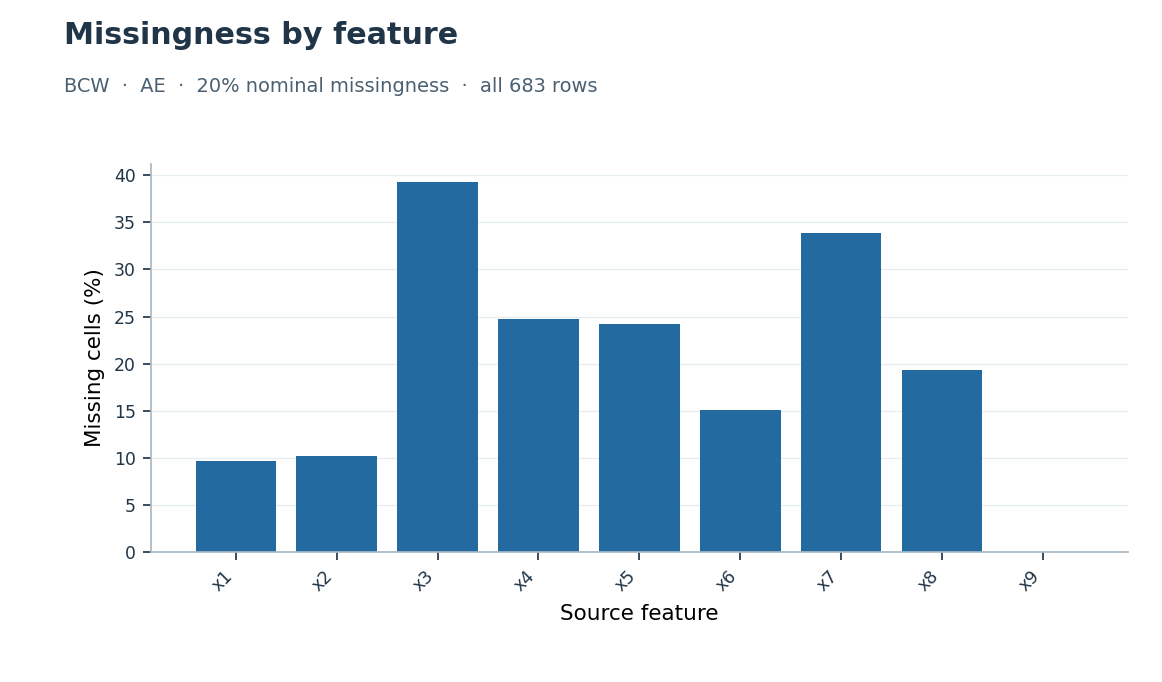 Missingness by feature
BCW · AE · 20% nominal missingness · all 683 rows
Missing cells (%)
40
35
30
25
20
15
10
5
0
x1 x2 x3 x4 x5 x6 x7 x8 x9
Source feature